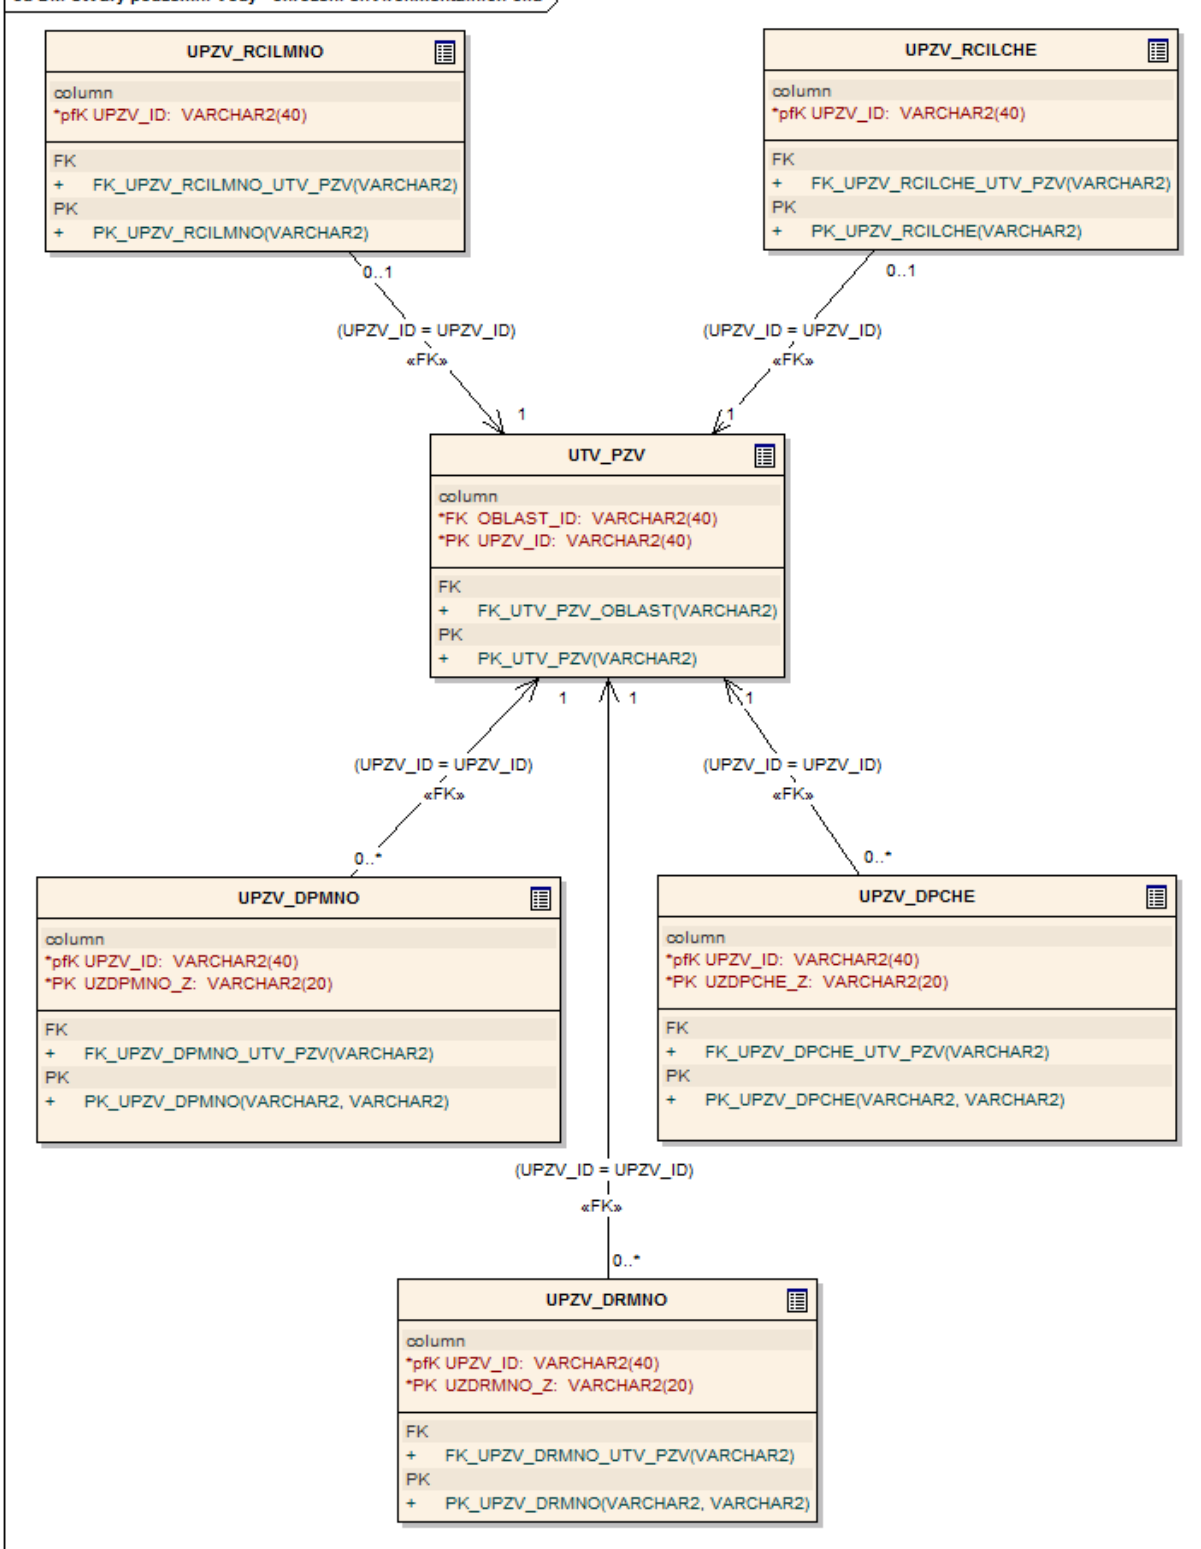 UPZV_RCILMNO
column
*pfK UPZV_ID: VARCHAR2(40)
FK
+ FK_UPZV_RCILMNO_UTV_PZV(VARCHAR2)
PK
+ PK_UPZV_RCILMNO(VARCHAR2)
UPZV_RCILCHE
column
*pfK UPZV_ID: VARCHAR2(40)
FK
+ FK_UPZV_RCILCHE_UTV_PZV(VARCHAR2)
PK
+ PK_UPZV_RCILCHE(VARCHAR2)
0..1
(UPZV_ID = UPZV_ID)
«FK»
1
0..1
(UPZV_ID = UPZV_ID)
«FK»
1
UTV_PZV
column
*FK OBLAST_ID: VARCHAR2(40)
*PK UPZV_ID: VARCHAR2(40)
FK
+ FK_UTV_PZV_OBLAST(VARCHAR2)
PK
+ PK_UTV_PZV(VARCHAR2)
1
(UPZV_ID = UPZV_ID)
«FK»
0..*
1
1
(UPZV_ID = UPZV_ID)
«FK»
0..*
UPZV_DPMNO
column
*pfK UPZV_ID: VARCHAR2(40)
*PK UZDPMNO_Z: VARCHAR2(20)
FK
+ FK_UPZV_DPMNO_UTV_PZV(VARCHAR2)
PK
+ PK_UPZV_DPMNO(VARCHAR2, VARCHAR2)
UPZV_DPCHE
column
*pfK UPZV_ID: VARCHAR2(40)
*PK UZDPCHE_Z: VARCHAR2(20)
FK
+ FK_UPZV_DPCHE_UTV_PZV(VARCHAR2)
PK
+ PK_UPZV_DPCHE(VARCHAR2, VARCHAR2)
(UPZV_ID = UPZV_ID)
«FK»
0..*
UPZV_DRMNO
column
*pfK UPZV_ID: VARCHAR2(40)
*PK UZDRMNO_Z: VARCHAR2(20)
FK
+ FK_UPZV_DRMNO_UTV_PZV(VARCHAR2)
PK
+ PK_UPZV_DRMNO(VARCHAR2, VARCHAR2)